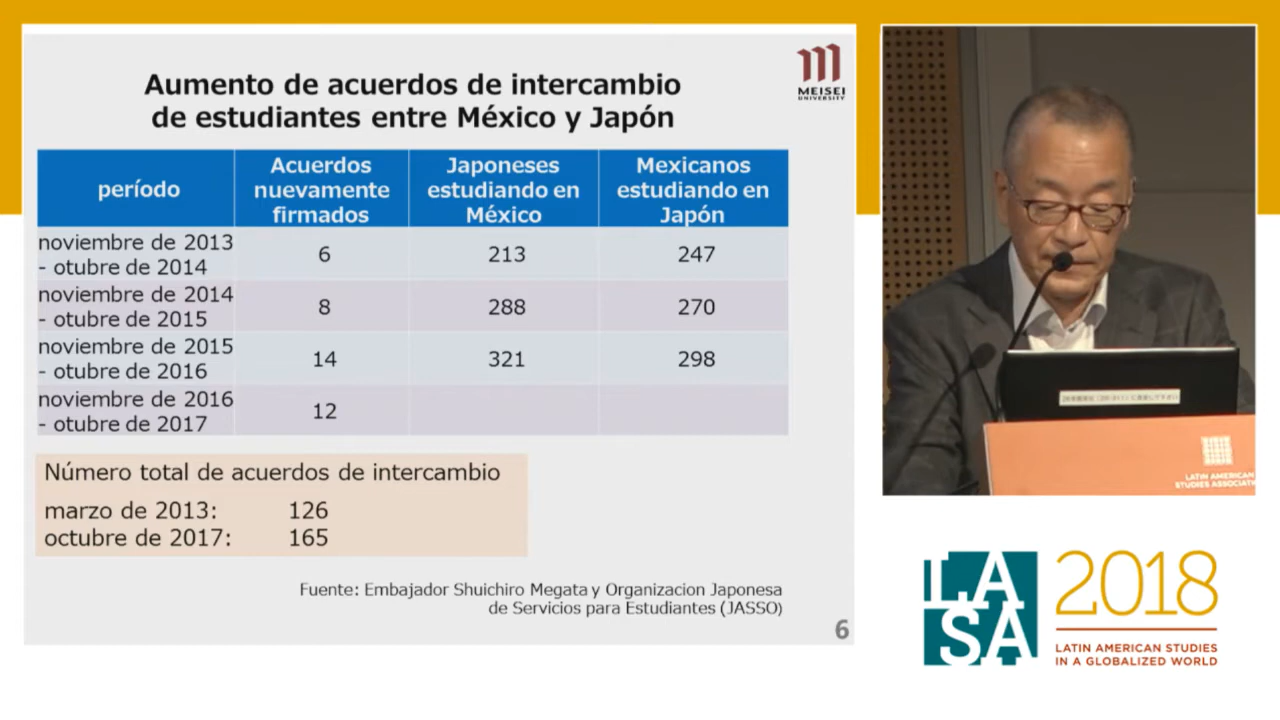 Aumento de acuerdos de intercambio
de estudiantes entre México y Japón
MEISEI
UNIVERSITY
período
Acuerdos
nuevamente
firmados
Japoneses
estudiando en
México
Mexicanos
estudiando en
Japón
noviembre de 2013
- otubre de 2014
6
213
247
noviembre de 2014
- otubre de 2015
8
288
270
noviembre de 2015
- otubre de 2016
14
321
298
noviembre de 2016
- otubre de 2017
12
Número total de acuerdos de intercambio
marzo de 2013: 126
octubre de 2017: 165
Fuente: Embajador Shuichiro Megata y Organizacion Japonesa
de Servicios para Estudiantes (JASSO)
6
LATIN AMERICAN
STUDIES ASSOCIATI
LASA
2018
LATIN AMERICAN STUDIES
IN A GLOBALIZED WORLD